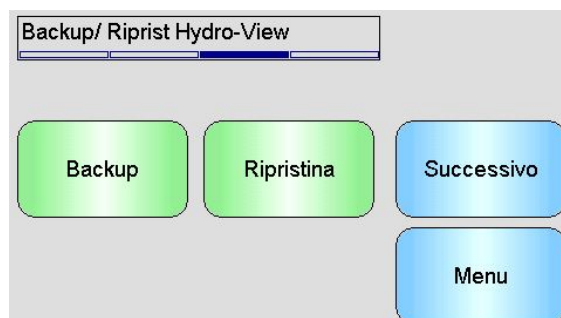 Backup/ Riprist Hydro-View
Backup
Ripristina
Successivo
Menu